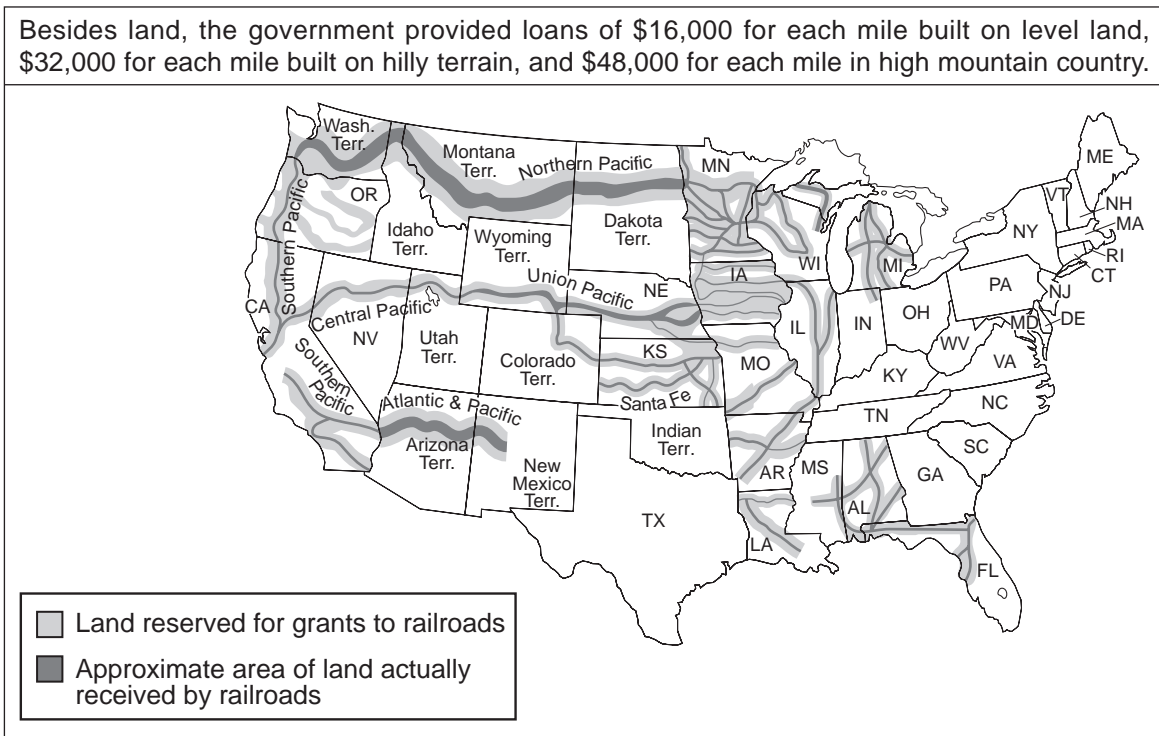 Besides land, the government provided loans of $16,000 for each mile built on level land,
$32,000 for each mile built on hilly terrain, and $48,000 for each mile in high mountain country.
Wash.
Terr.
Montana
Terr.
Northern Pacific
MN
ME
OR
Southern Pacific
Idaho
Terr.
Wyoming
Terr.
Dakota
Terr.
WI
MI
NY
VT
NH
MA
RI
CT
CA
Central Pacific
NV
Utah
Terr.
Union Pacific
NE
IA
IL
IN
OH
PA
NJ
MD
DE
Southern
Pacific
Colorado
Terr.
KS
MO
WV
VA
KY
Santa Fe
Atlantic & Pacific
Arizona
Terr.
New
Mexico
Terr.
Indian
Terr.
AR
TN
NC
SC
MS
AL
GA
TX
LA
FL
Land reserved for grants to railroads
Approximate area of land actually
received by railroads